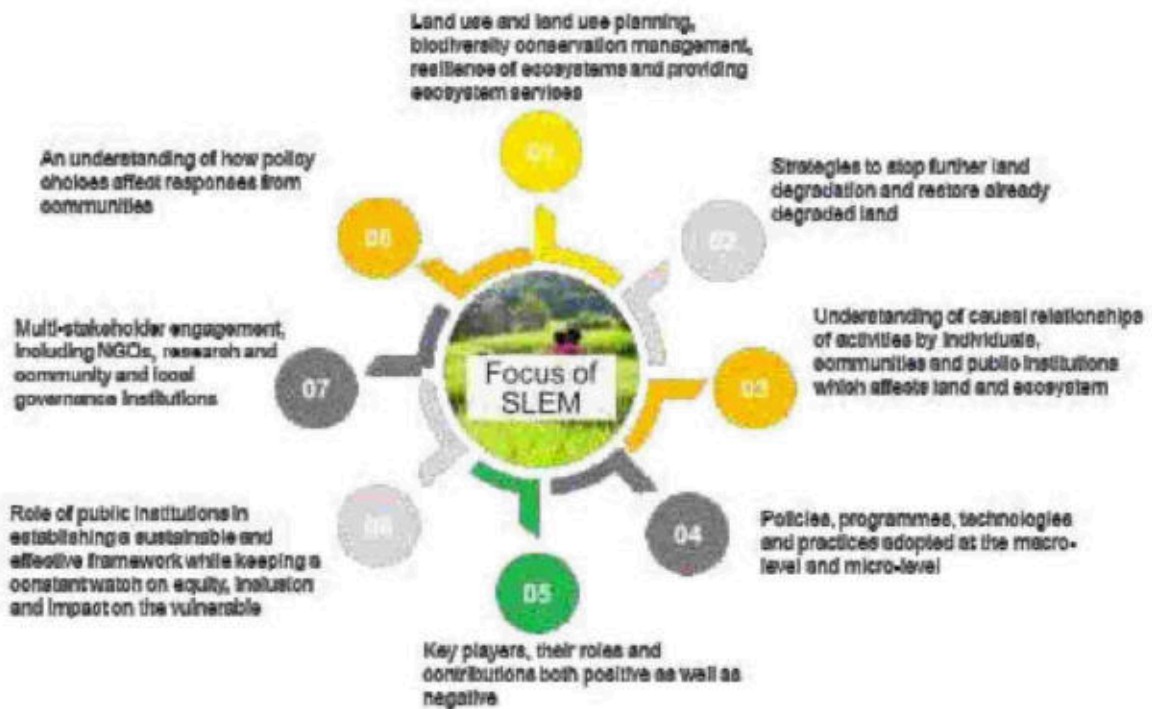 Land use and land use planning,
biodiversity conservation management,
resilience of ecosystems and providing
ecosystem services
01
Strategies to stop further land
degradation and restore already
degraded land
02
Understanding of causal relationships
of activities by individuals,
communities and public institutions
which affects land and ecosystem
03
Policies, programmes, technologies
and practices adopted at the macro-
level and micro-level
04
05
Key players, their roles and
contributions both positive as well as
negative
Role of public institutions in
establishing a sustainable and
effective framework while keeping a
constant watch on equity, inclusion
and impact on the vulnerable
06
Multi-stakeholder engagement,
including NGOs, research and
community and local
governance institutions
07
An understanding of how policy
choices affect responses from
communities
Focus of
SLEM